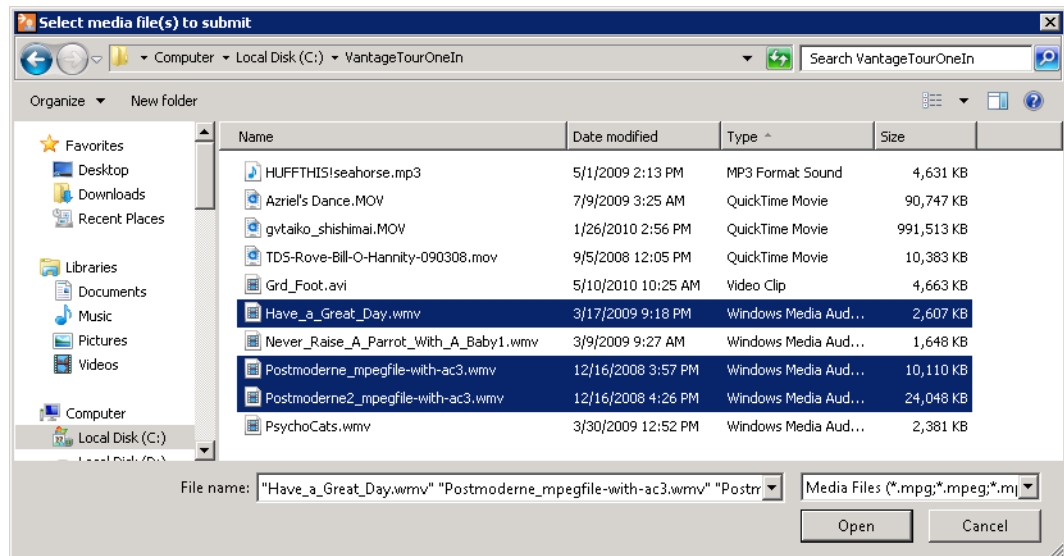 Select media file(s) to submit
Computer Local Disk (C:) VantageTourOneIn Search VantageTourOneIn
Organize New folder
Favorites
Desktop
Downloads
Recent Places
Libraries
Documents
Music
Pictures
Videos
Computer
Local Disk (C:)
Local Disk (D:)
Name Date modified Type Size
HUFFTHIS!seahorse.mp3 5/1/2009 2:13 PM MP3 Format Sound 4,631 KB
Azriel's Dance.MOV 7/9/2009 3:25 AM QuickTime Movie 90,747 KB
gvtaiko_shishimai.MOV 1/26/2010 2:56 PM QuickTime Movie 991,513 KB
TDS-Rove-Bill-O-Hannity-090308.mov 9/5/2008 12:05 PM QuickTime Movie 10,383 KB
Grd_Foot.avi 5/10/2010 10:25 AM Video Clip 4,663 KB
Have_a_Great_Day.wmv 3/17/2009 9:18 PM Windows Media Aud... 2,607 KB
Never_Raise_A_Parrot_With_A_Baby1.wmv 3/9/2009 9:27 AM Windows Media Aud... 1,648 KB
Postmoderne_mpegfile-with-ac3.wmv 12/16/2008 3:57 PM Windows Media Aud... 10,110 KB
Postmoderne2_mpegfile-with-ac3.wmv 12/16/2008 4:26 PM Windows Media Aud... 24,048 KB
PsychoCats.wmv 3/30/2009 12:52 PM Windows Media Aud... 2,381 KB
File name: "Have_a_Great_Day.wmv" "Postmoderne_mpegfile-with-ac3.wmv" "Postr Media Files (*.mpg;*.mpeg;*.m
Open Cancel